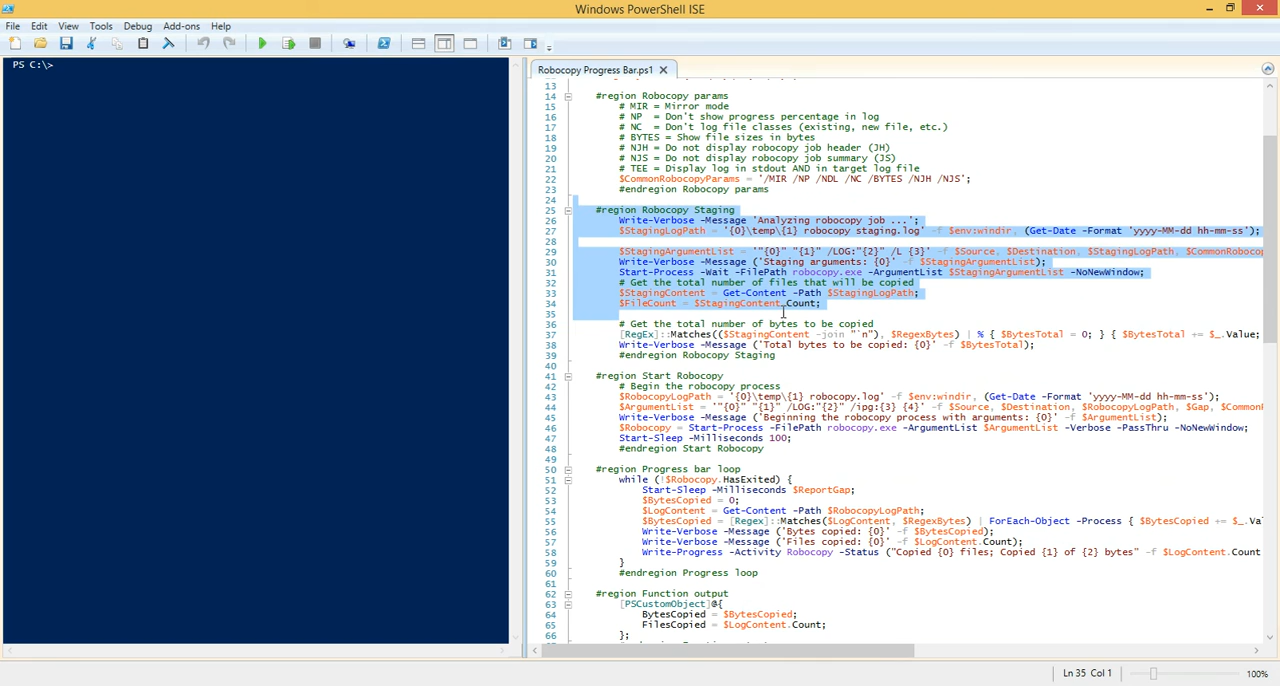 Windows PowerShell ISE
File Edit View Tools Debug Add-ons Help
PS C:\>
Robocopy Progress Bar.ps1
13
14 #region Robocopy params
15 # MIR = Mirror mode
16 # NP = Don't show progress percentage in log
17 # NC = Don't log file classes (existing, new file, etc.)
18 # BYTES = Show file sizes in bytes
19 # NJH = Do not display robocopy job header (JH)
20 # NJS = Do not display robocopy job summary (JS)
21 # TEE = Display log in stdout AND in target log file
22 $CommonRobocopyParams = '/MIR /NP /NDL /NC /BYTES /NJH /NJS';
23 #endregion Robocopy params
24
25 #region Robocopy Staging
26 Write-Verbose -Message 'Analyzing robocopy job ...';
27 $StagingLogPath = '{0}\temp\{1} robocopy staging.log' -f $env:windir, (Get-Date -Format 'yyyy-MM-dd hh-mm-ss');
28
29 $StagingArgumentList = '"{0}" "{1}" /LOG:"{2}" /L {3}' -f $Source, $Destination, $StagingLogPath, $CommonRobocop
30 Write-Verbose -Message ('Staging arguments: {0}' -f $StagingArgumentList);
31 Start-Process -Wait -FilePath robocopy.exe -ArgumentList $StagingArgumentList -NoNewWindow;
32 # Get the total number of files that will be copied
33 $StagingContent = Get-Content -Path $StagingLogPath;
34 $FileCount = $StagingContent.Count;
35
36 # Get the total number of bytes to be copied
37 [RegEx]::Matches(($StagingContent -join "`n"), $RegexBytes) | % { $BytesTotal = 0; } { $BytesTotal += $_.Value;
38 Write-Verbose -Message ('Total bytes to be copied: {0}' -f $BytesTotal);
39 #endregion Robocopy Staging
40
41 #region Start Robocopy
42 # Begin the robocopy process
43 $RobocopyLogPath = '{0}\temp\{1} robocopy.log' -f $env:windir, (Get-Date -Format 'yyyy-MM-dd hh-mm-ss');
44 $ArgumentList = '"{0}" "{1}" /LOG:"{2}" /ipg:{3} {4}' -f $Source, $Destination, $RobocopyLogPath, $Gap, $Common
45 Write-Verbose -Message ('Beginning the robocopy process with arguments: {0}' -f $ArgumentList);
46 $Robocopy = Start-Process -FilePath robocopy.exe -ArgumentList $ArgumentList -Verbose -PassThru -NoNewWindow;
47 Start-Sleep -Milliseconds 100;
48 #endregion Start Robocopy
49
50 #region Progress bar loop
51 while (!$Robocopy.HasExited) {
52 Start-Sleep -Milliseconds $ReportGap;
53 $BytesCopied = 0;
54 $LogContent = Get-Content -Path $RobocopyLogPath;
55 $BytesCopied = [Regex]::Matches($LogContent, $RegexBytes) | ForEach-Object -Process { $BytesCopied += $_.Va
56 Write-Verbose -Message ('Bytes copied: {0}' -f $BytesCopied);
57 Write-Verbose -Message ('Files copied: {0}' -f $LogContent.Count);
58 Write-Progress -Activity Robocopy -Status ("Copied {0} files; Copied {1} of {2} bytes" -f $LogContent.Count
59 }
60 #endregion Progress loop
61
62 #region Function output
63 [PSCustomObject]@{
64 BytesCopied = $BytesCopied;
65 FilesCopied = $LogContent.Count;
66 };
Ln 35 Col 1
100%